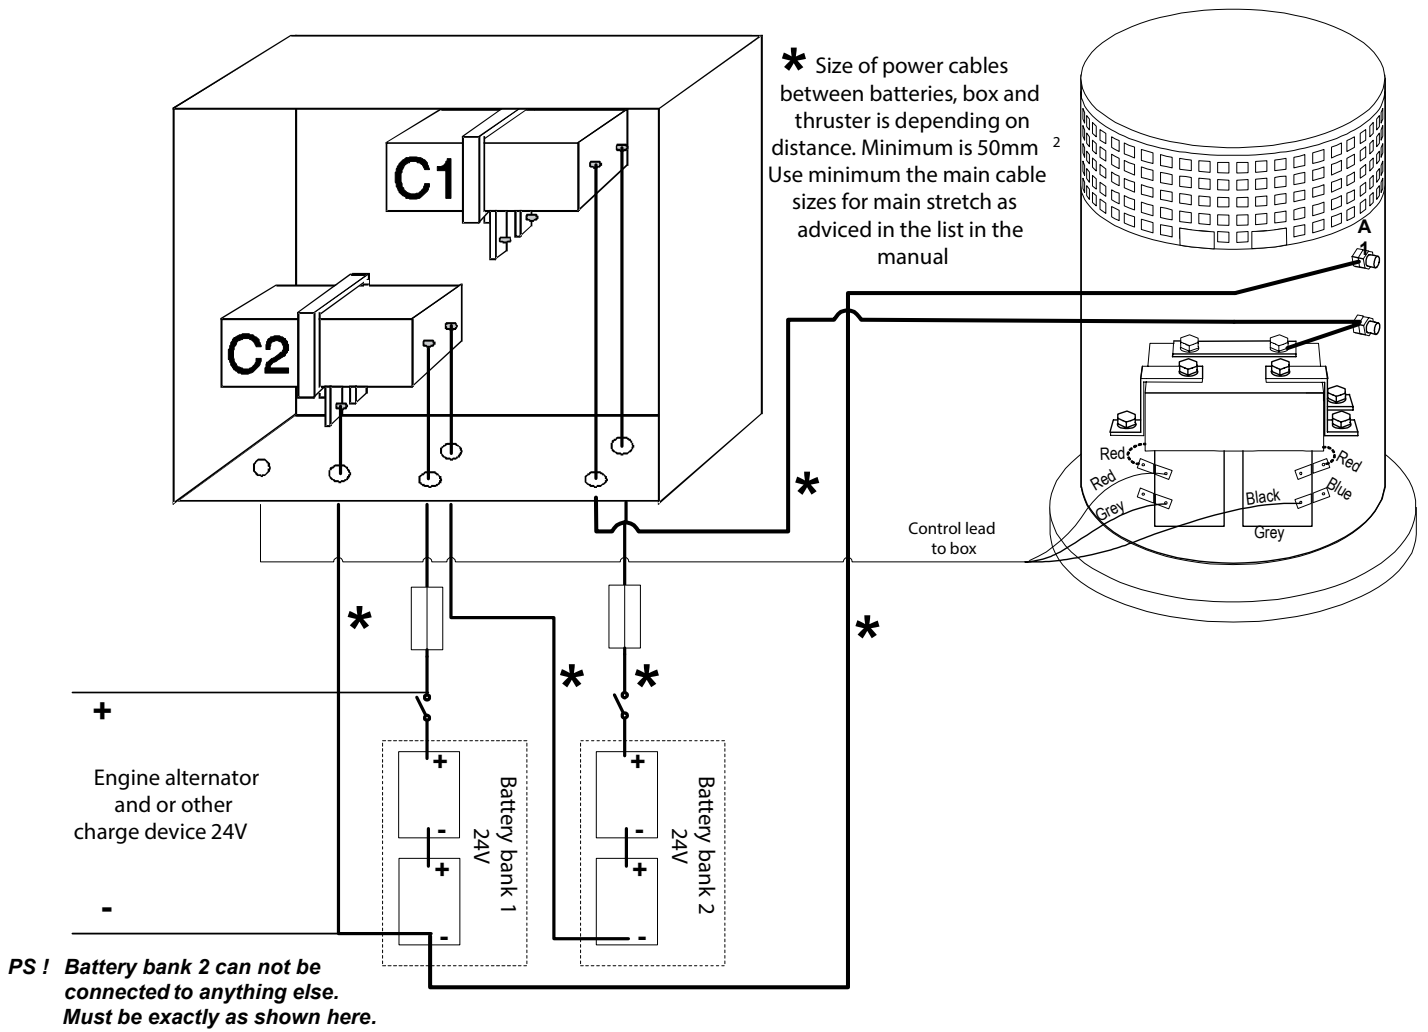 C1
C2
* Size of power cables
between batteries, box and
thruster is depending on
distance. Minimum is 50mm 2
Use minimum the main cable
sizes for main stretch as
adviced in the list in the
manual
A
1
Red
Red
Grey
Red
Blue
Black
Grey
Control lead
to box
*
*
*
*
*
+
Engine alternator
and or other
charge device 24V
-
+
-
+
-
Battery bank 1
24V
+
-
+
-
Battery bank 2
24V
PS ! Battery bank 2 can not be
connected to anything else.
Must be exactly as shown here.